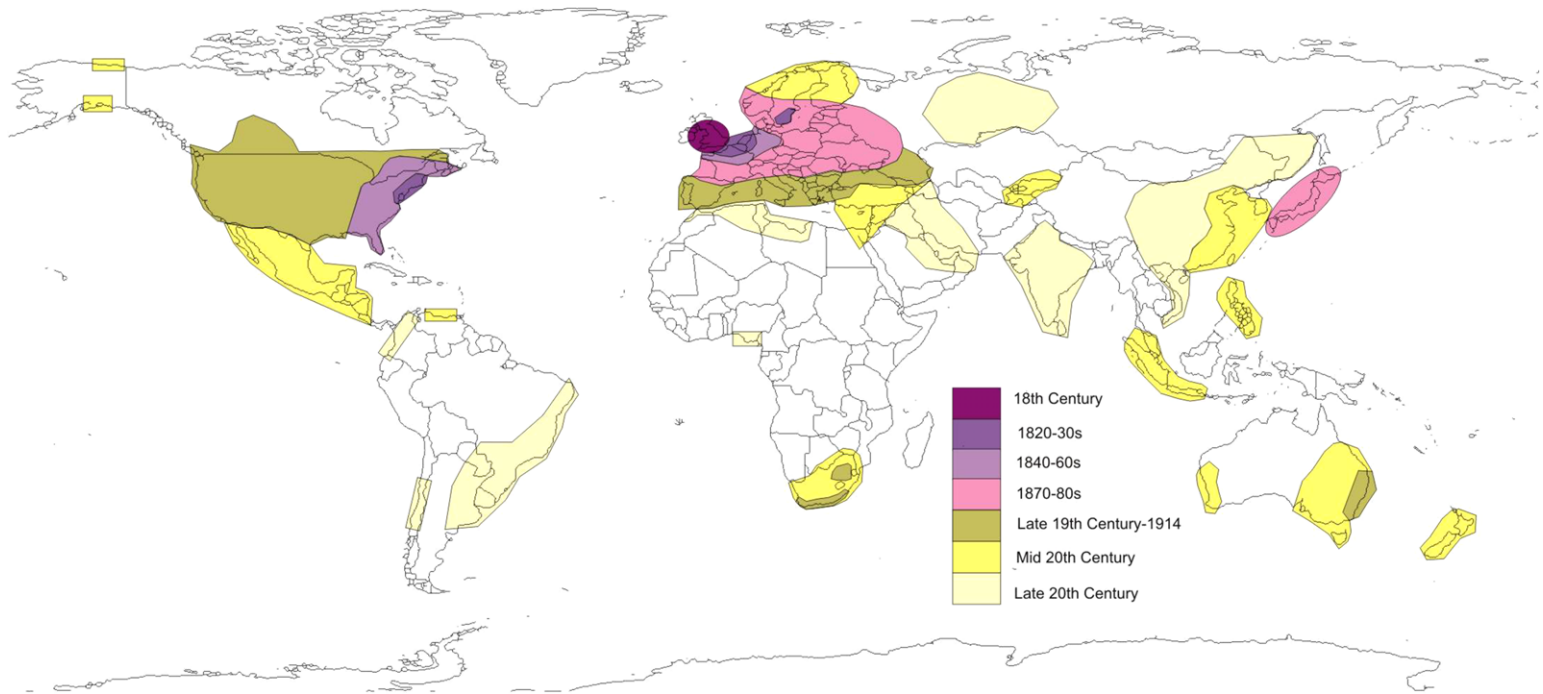 18th Century
1820-30s
1840-60s
1870-80s
Late 19th Century-1914
Mid 20th Century
Late 20th Century